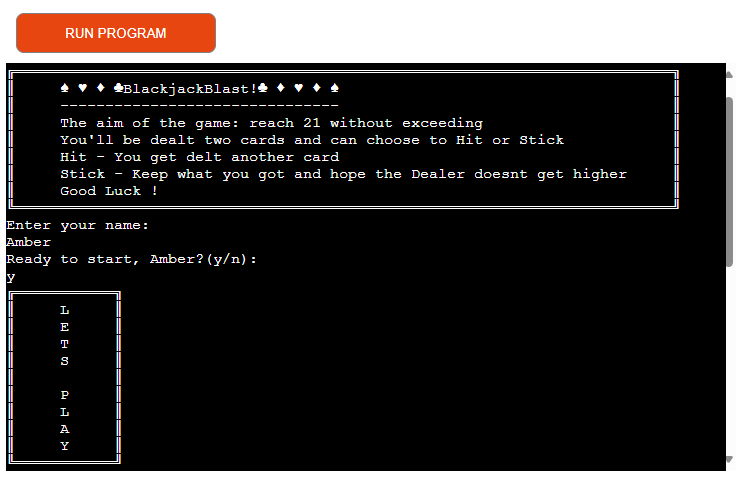 RUN PROGRAM
♠ ♥ ♦ ♣BlackjackBlast!♣ ♦ ♥ ♦ ♠
-------------------------------
The aim of the game: reach 21 without exceeding
You'll be dealt two cards and can choose to Hit or Stick
Hit - You get delt another card
Stick - Keep what you got and hope the Dealer doesnt get higher
Good Luck !
Enter your name:
Amber
Ready to start, Amber?(y/n):
y
L
E
T
S
P
L
A
Y